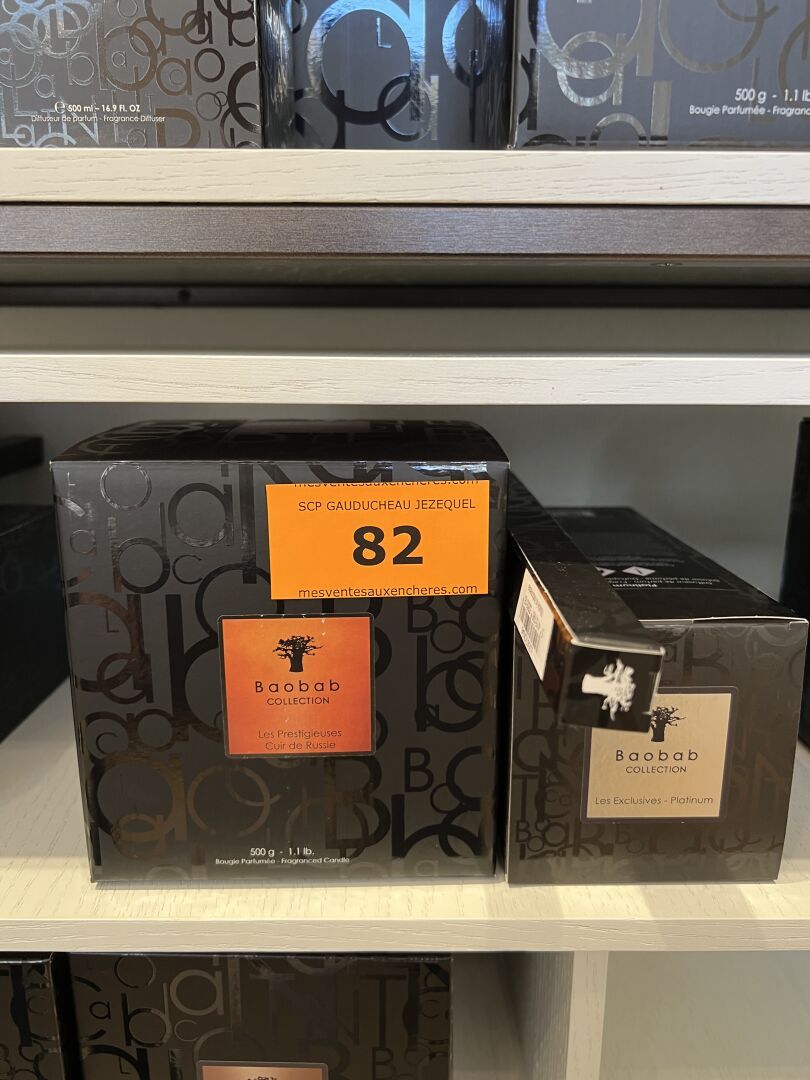 ℮ 500 ml - 16.9 FL. OZ
Diffuseur de parfum - Fragrance Diffuser
500 g - 1.1 lb
Bougie Parfumée -
mesventesauxencheres.com
SCP GAUDUCHEAU JEZEQUEL
82
mesventesauxencheres.com
Baobab
COLLECTION
Les Prestigieuses
Cuir de Russie
500 g - 1.1 lb.
Bougie Parfumée - Fragranced Candle
Platinum
Baobab
COLLECTION
Les Exclusives - Platinum